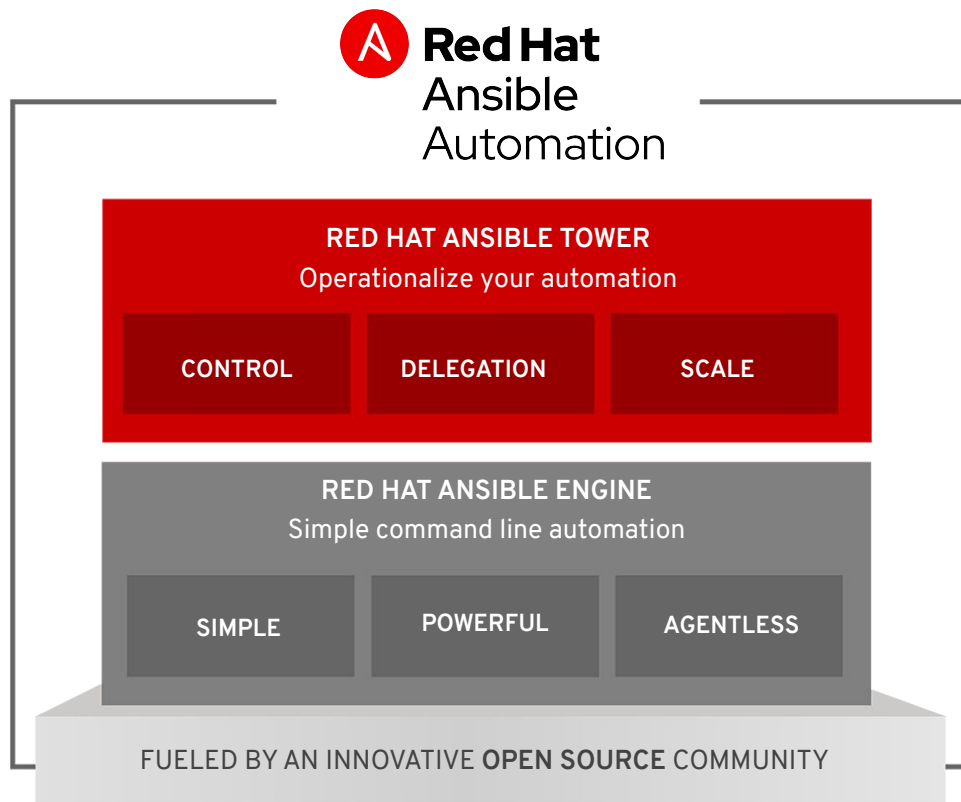 Red Hat
Ansible
Automation
RED HAT ANSIBLE TOWER
Operationalize your automation
CONTROL
DELEGATION
SCALE
RED HAT ANSIBLE ENGINE
Simple command line automation
SIMPLE
POWERFUL
AGENTLESS
FUELED BY AN INNOVATIVE OPEN SOURCE COMMUNITY